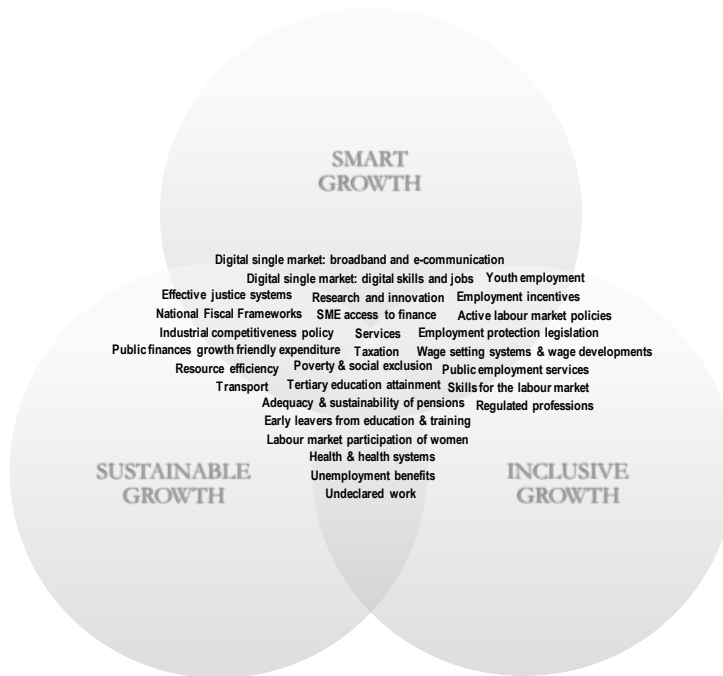 SMART
GROWTH
Digital single market: broadband and e-communication
Digital single market: digital skills and jobs Youth employment
Effective justice systems Research and innovation Employment incentives
National Fiscal Frameworks SME access to finance Active labour market policies
Industrial competitiveness policy Services Employment protection legislation
Public finances growth friendly expenditure Taxation Wage setting systems & wage developments
Resource efficiency Poverty & social exclusion Public employment services
Transport Tertiary education attainment Skills for the labour market
Adequacy & sustainability of pensions Regulated professions
Early leavers from education & training
Labour market participation of women
Health & health systems
Unemployment benefits
Undeclared work
SUSTAINABLE
GROWTH
INCLUSIVE
GROWTH